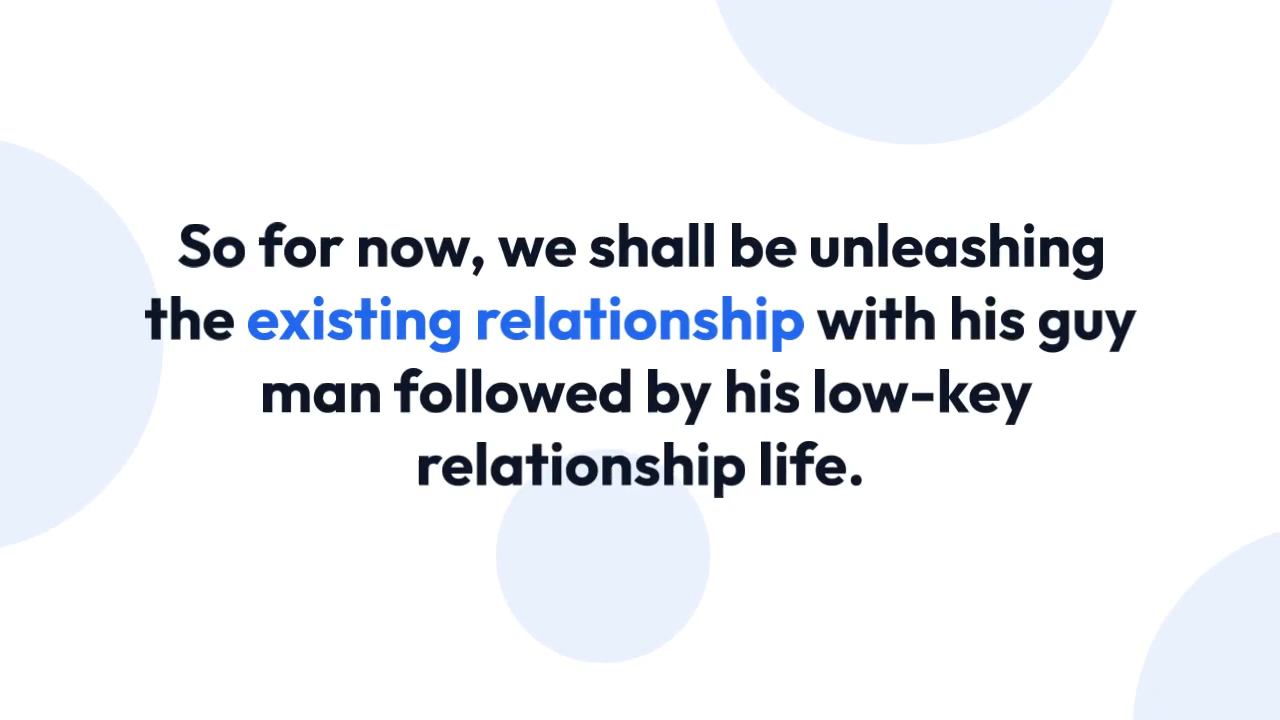 So for now, we shall be unleashing
the existing relationship with his guy
man followed by his low-key
relationship life.